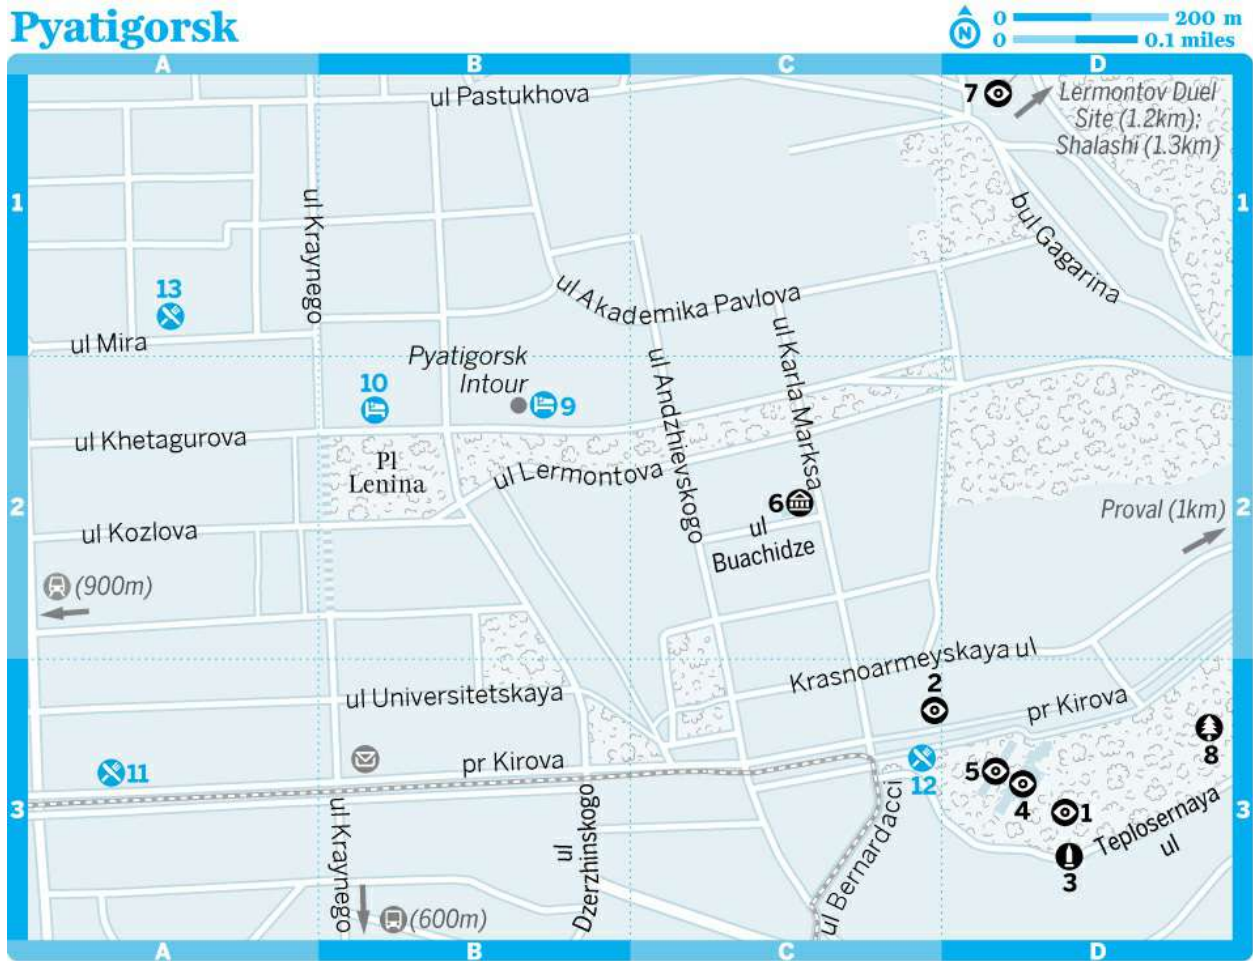 Pyatigorsk
N
0 200 m
0 0.1 miles
A B C D
ul Pastukhova
7
Lermontov Duel
Site (1.2km);
Shalashi (1.3km)
1
1
ul Kraynego
bul Gagarina
13
ul Akademika Pavlova
ul Mira
ul Karla Marksa
Pyatigorsk
Intour
ul Andzhievskogo
10
9
ul Khetagurova
Pl
Lenina
ul Lermontova
2
6
Proval (1km)
2
ul Kozlova
ul
Buachidze
(900m)
Krasnoarmeyskaya ul
2
ul Universitetskaya
pr Kirova
8
pr Kirova
11
12
5
4
1
3
3
ul Kraynego
ul
Dzerzhinskogo
ul Bernardacci
Teplosernaya
ul
3
(600m)
A B C D